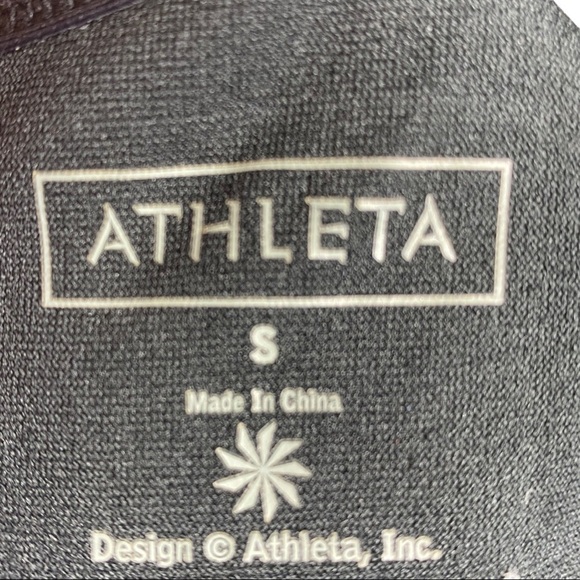 ATHLETA
S
Made In China
Design © Athleta, Inc.